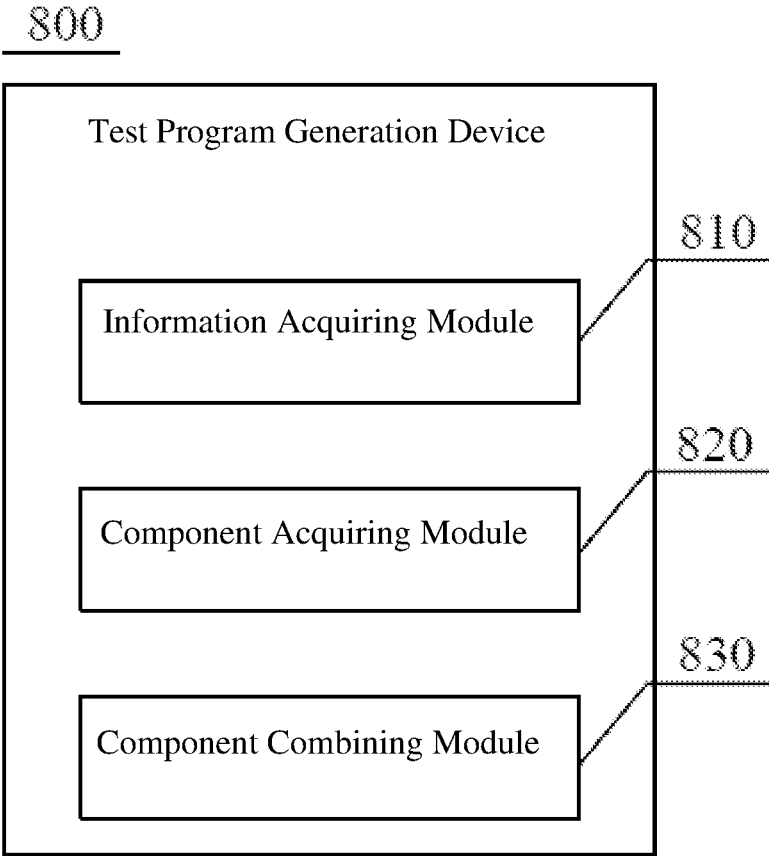 800
Test Program Generation Device
810
Information Acquiring Module
820
Component Acquiring Module
830
Component Combining Module